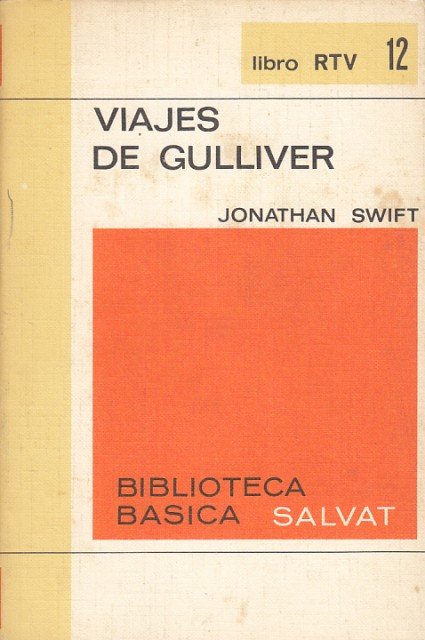 libro RTV 12
VIAJES
DE GULLIVER
JONATHAN SWIFT
BIBLIOTECA
BASICA SALVAT